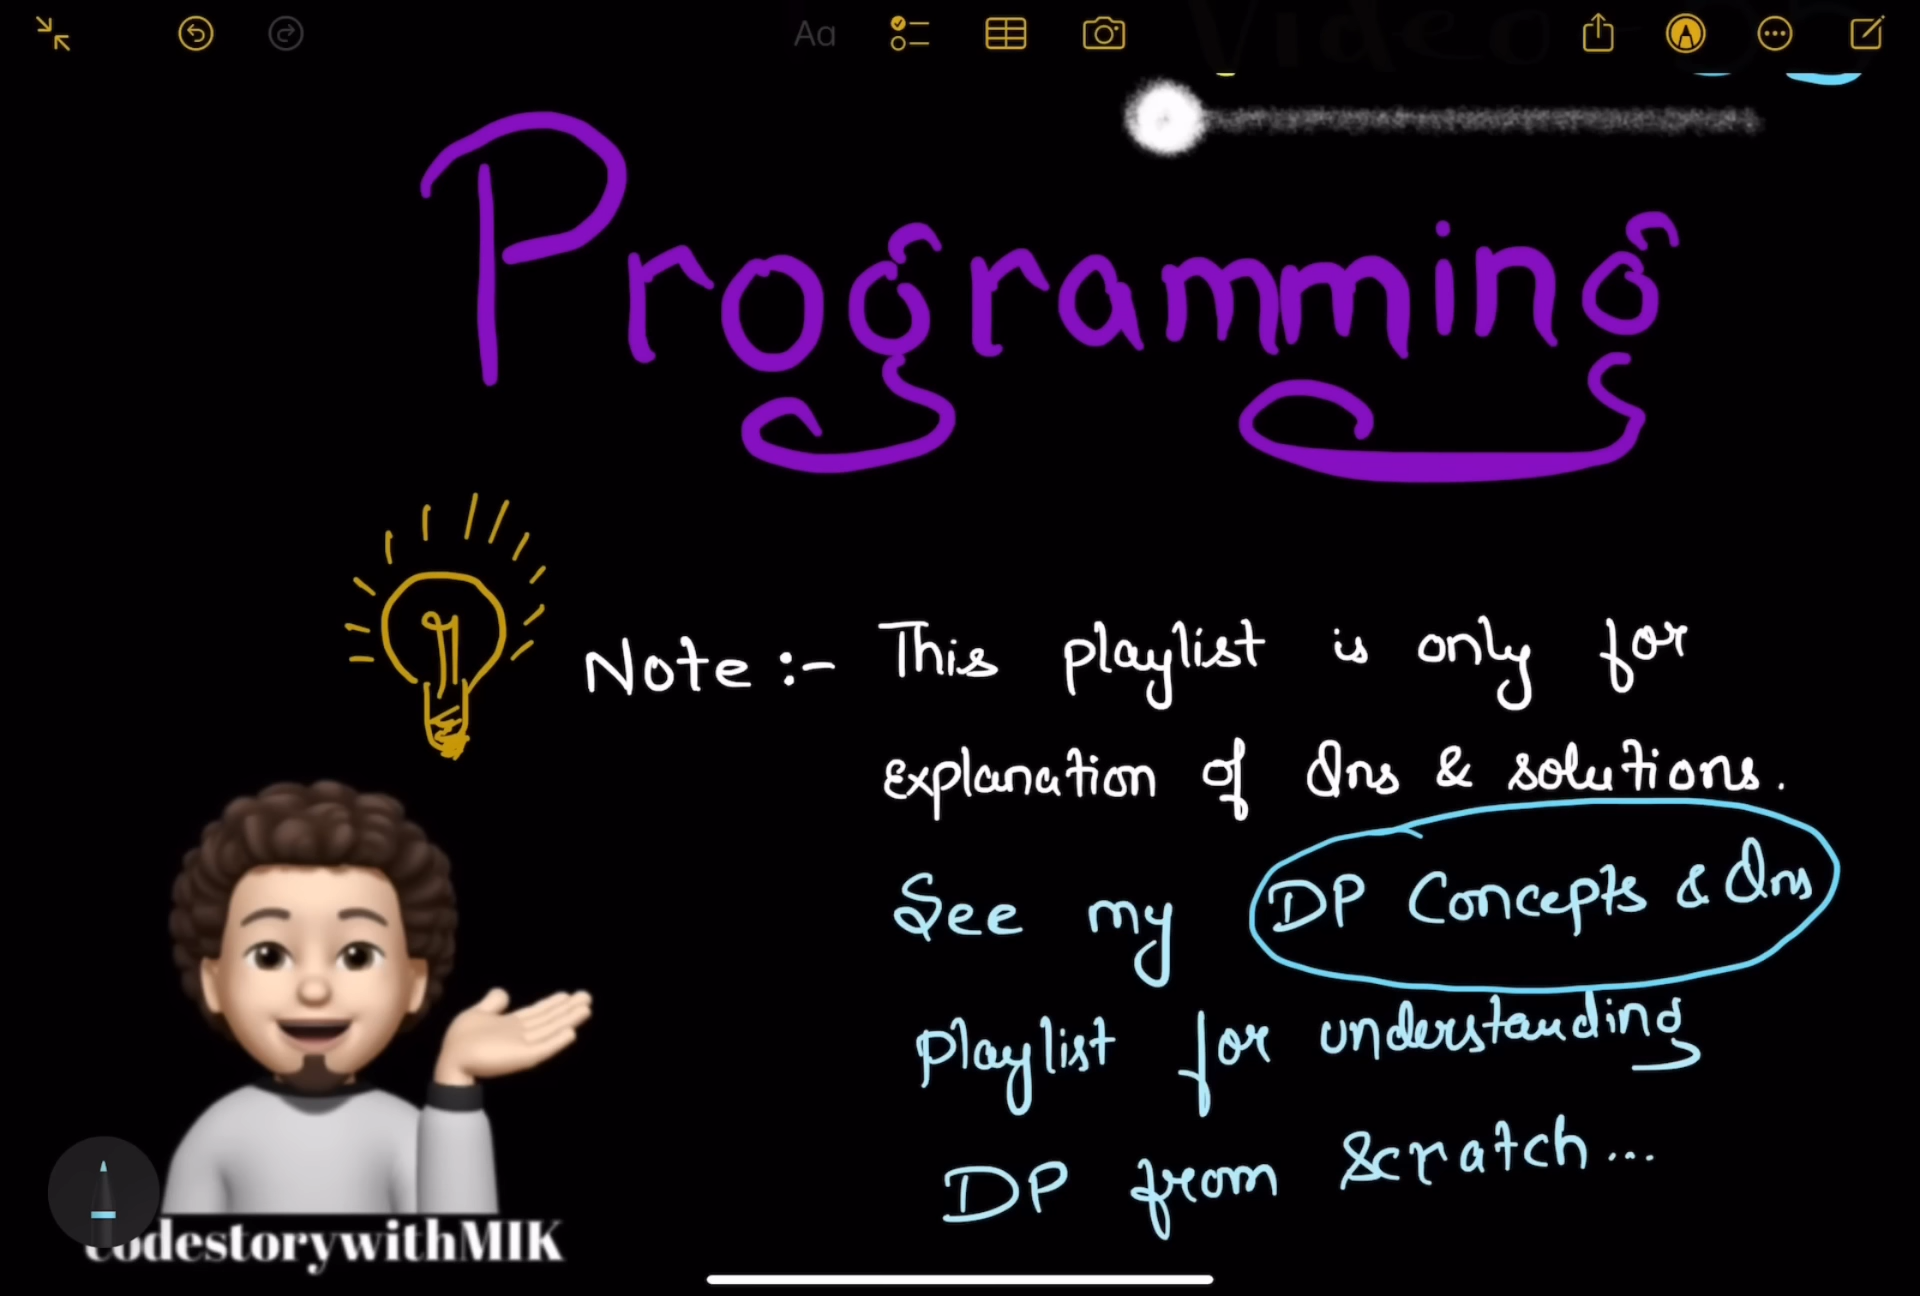 Aa
Programming
Note :- This playlist is only for
explanation of Qns & solutions.
See my DP Concepts & Qns
playlist for understanding
DP from Scratch...
codestorywithMIK